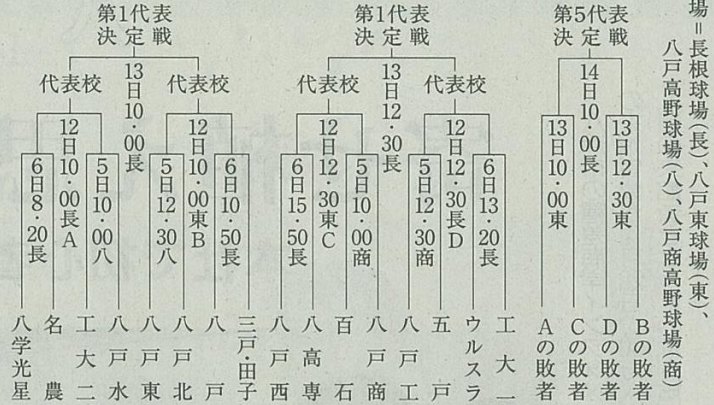 場＝長根球場(長)、八戸東球場(東)、
八戸高野球場(八)、八戸商高野球場(商)
第1代表
決定戦
13日10・00長
代表校
代表校
12日10・00長A
12日10・00東B
6日8・20長
5日10・00八
5日12・30八
6日10・50長
八学光星
名農
工大二
八戸水
八戸東
八戸北
八戸
三戸・田子
第1代表
決定戦
13日12・30長
代表校
代表校
12日12・30東C
12日12・30長D
6日15・50長
5日10・00商
5日12・30商
6日13・20長
八戸西
八高専
百石
八戸商
八戸工
五戸
ウルスラ
工大一
第5代表
決定戦
14日10・00長
13日10・00東
13日12・30東
Aの敗者
Cの敗者
Dの敗者
Bの敗者